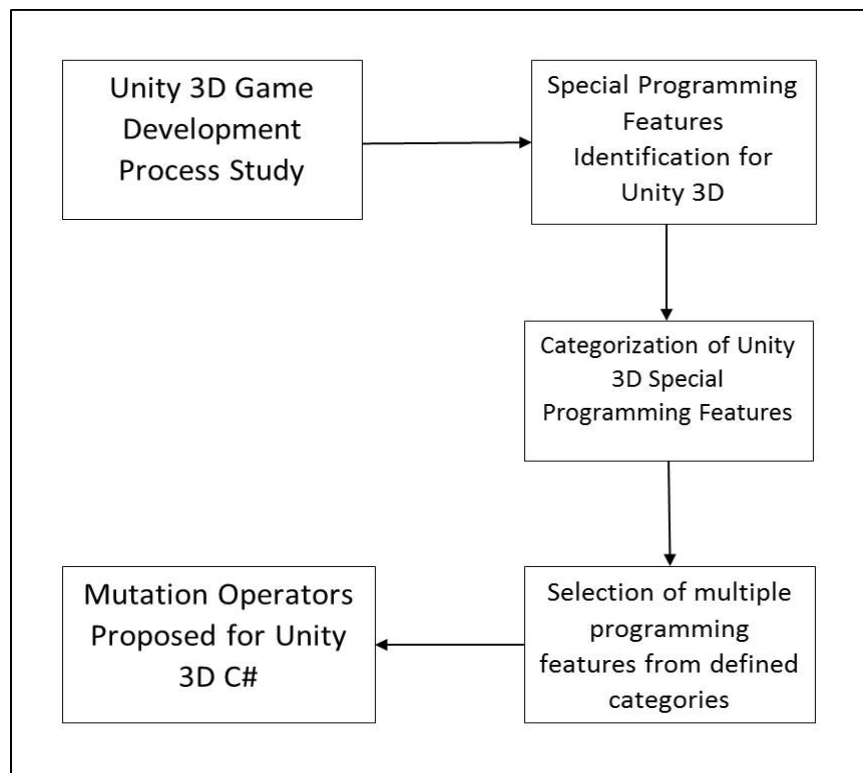 Unity 3D Game
Development
Process Study
Special Programming
Features
Identification for
Unity 3D
Categorization of Unity
3D Special
Programming Features
Selection of multiple
programming
features from defined
categories
Mutation Operators
Proposed for Unity
3D C#